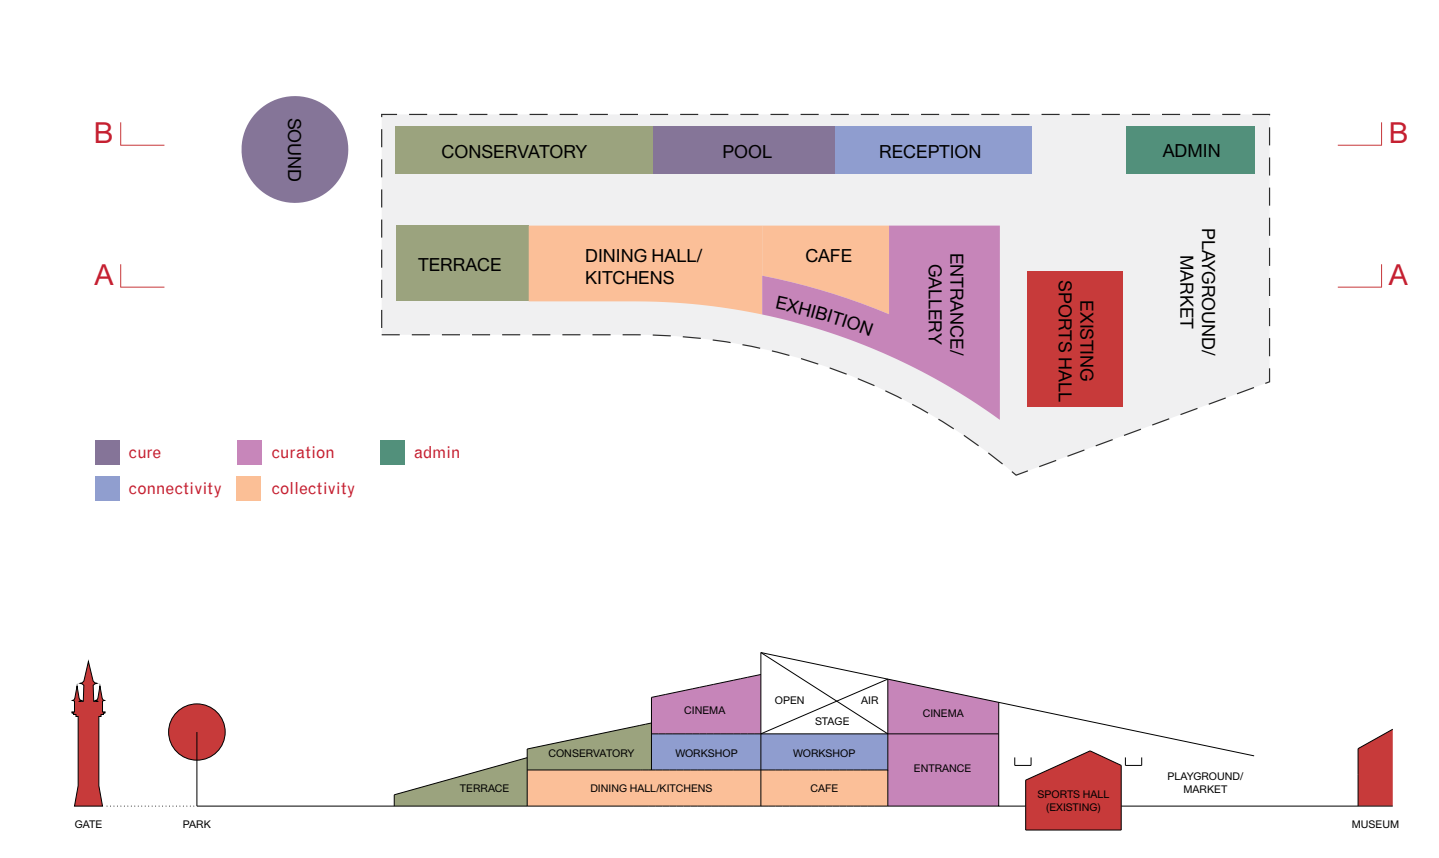 B
SOUND
CONSERVATORY
POOL
RECEPTION
ADMIN
B
A
TERRACE
DINING HALL/
KITCHENS
CAFE
EXHIBITION
ENTRANCE/
GALLERY
EXISTING
SPORTS HALL
PLAYGROUND/
MARKET
A
cure
curation
admin
connectivity
collectivity
CINEMA
OPEN
AIR
STAGE
CINEMA
CONSERVATORY
WORKSHOP
WORKSHOP
ENTRANCE
TERRACE
DINING HALL/KITCHENS
CAFE
SPORTS HALL
(EXISTING)
PLAYGROUND/
MARKET
GATE
PARK
MUSEUM